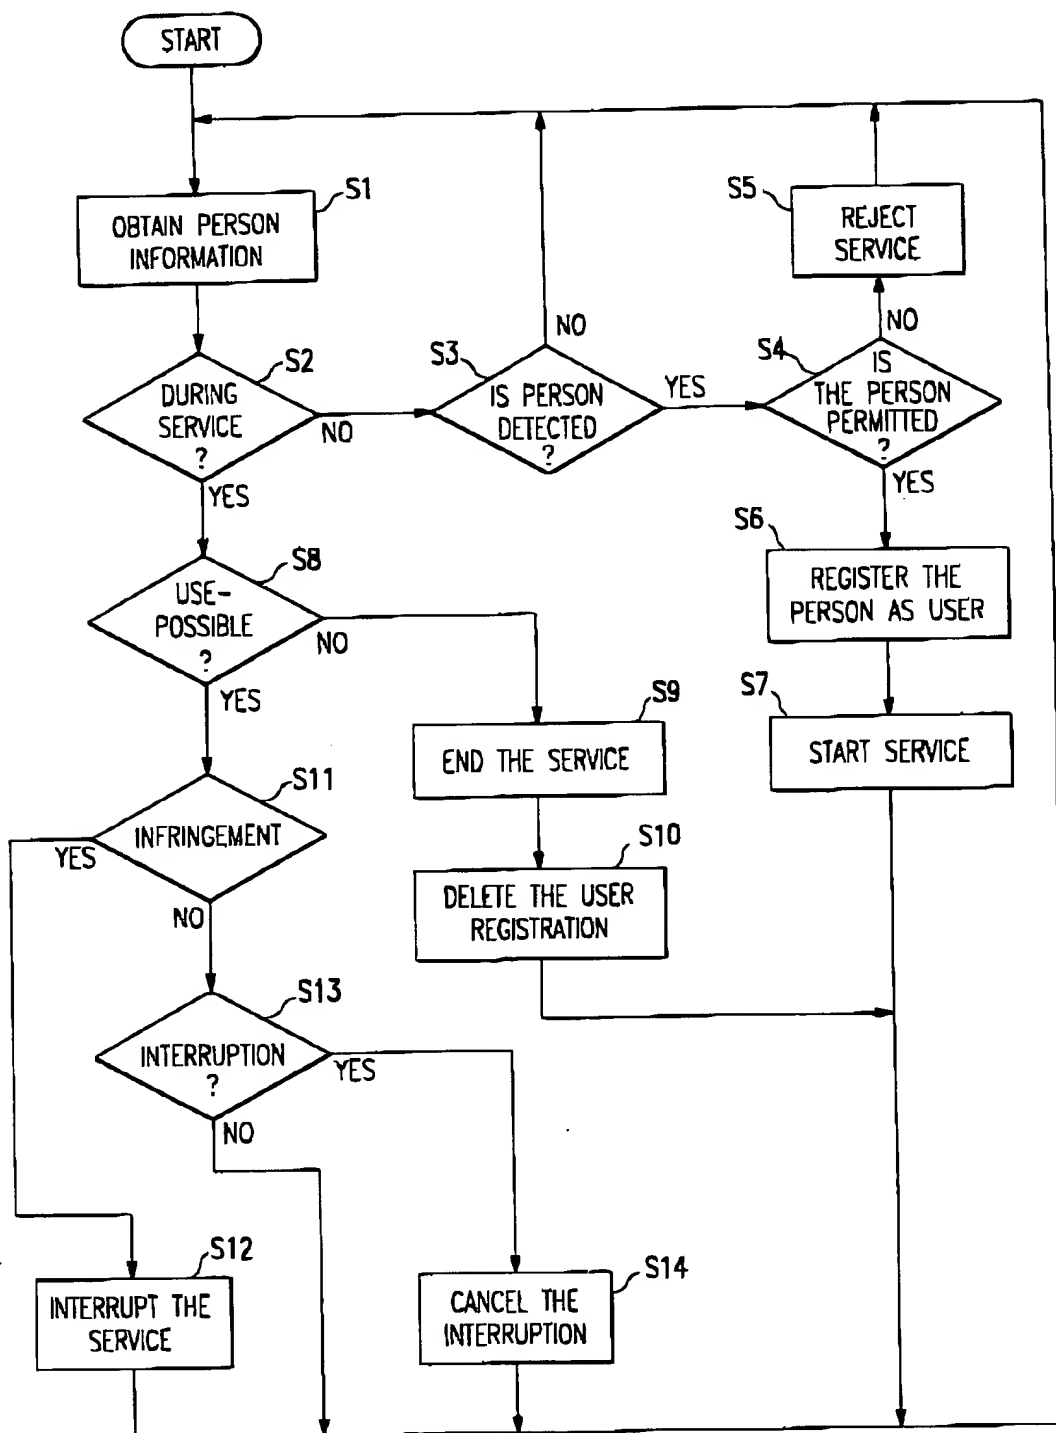 START
S1
OBTAIN PERSON
INFORMATION
S5
REJECT
SERVICE
NO
NO
S2
DURING
SERVICE
?
NO
YES
S3
IS PERSON
DETECTED
?
YES
S4
IS
THE PERSON
PERMITTED
?
YES
S6
REGISTER THE
PERSON AS USER
S7
START SERVICE
S8
USE-
POSSIBLE
?
NO
YES
S9
END THE SERVICE
S10
DELETE THE USER
REGISTRATION
S11
INFRINGEMENT
YES
NO
S13
INTERRUPTION
?
YES
NO
S12
INTERRUPT THE
SERVICE
S14
CANCEL THE
INTERRUPTION